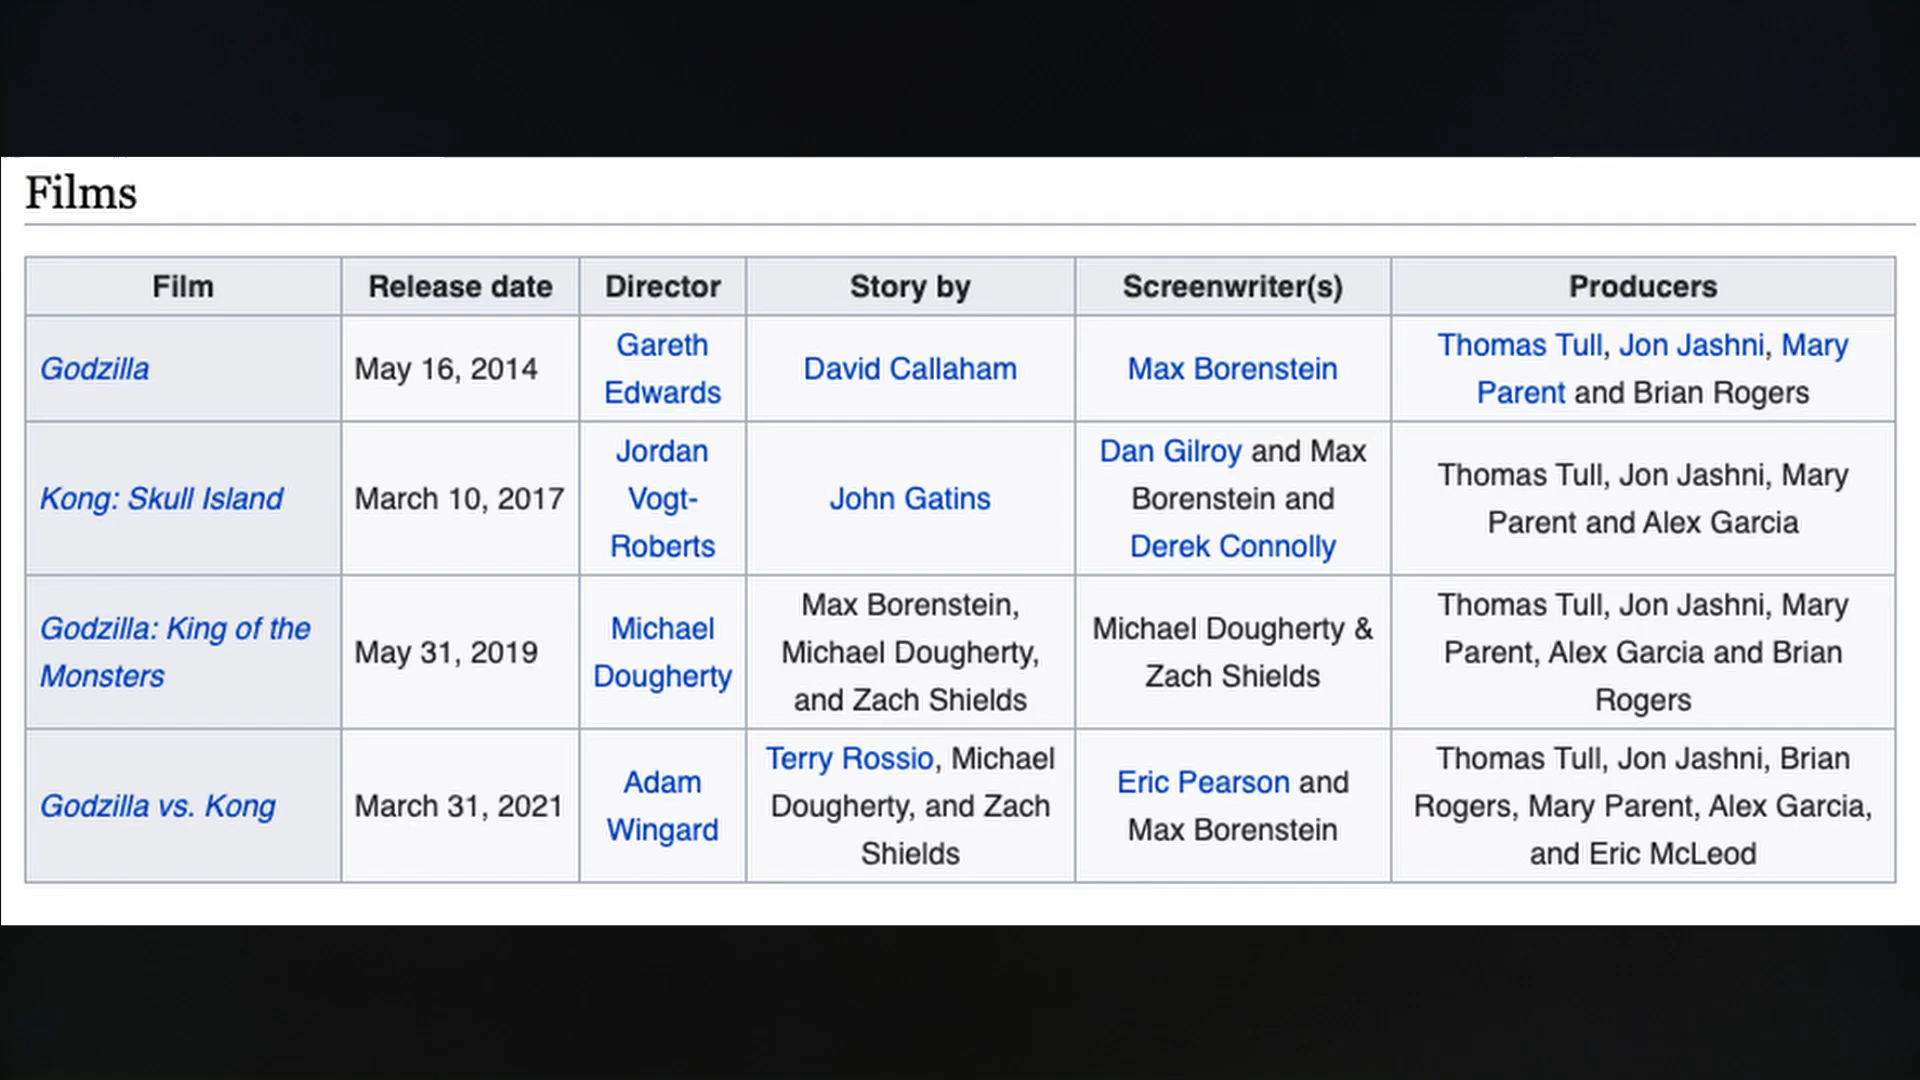 Films
Film Release date Director Story by Screenwriter(s) Producers
Godzilla
May 16, 2014
Gareth
Edwards
David Callaham
Max Borenstein
Thomas Tull, Jon Jashni, Mary
Parent and Brian Rogers
Kong: Skull Island
March 10, 2017
Jordan
Vogt-
Roberts
John Gatins
Dan Gilroy and Max
Borenstein and
Derek Connolly
Thomas Tull, Jon Jashni, Mary
Parent and Alex Garcia
Godzilla: King of the
Monsters
May 31, 2019
Michael
Dougherty
Max Borenstein,
Michael Dougherty,
and Zach Shields
Michael Dougherty &
Zach Shields
Thomas Tull, Jon Jashni, Mary
Parent, Alex Garcia and Brian
Rogers
Godzilla vs. Kong
March 31, 2021
Adam
Wingard
Terry Rossio, Michael
Dougherty, and Zach
Shields
Eric Pearson and
Max Borenstein
Thomas Tull, Jon Jashni, Brian
Rogers, Mary Parent, Alex Garcia,
and Eric McLeod